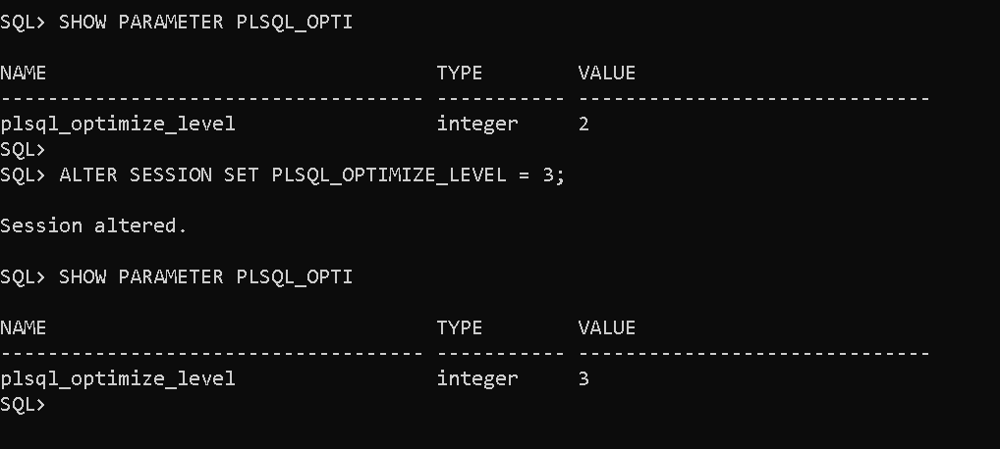 SQL> SHOW PARAMETER PLSQL_OPTI
NAME                                 TYPE        VALUE
------------------------------------ ----------- ------------------------------
plsql_optimize_level                 integer     2
SQL>
SQL> ALTER SESSION SET PLSQL_OPTIMIZE_LEVEL = 3;
Session altered.
SQL> SHOW PARAMETER PLSQL_OPTI
NAME                                 TYPE        VALUE
------------------------------------ ----------- ------------------------------
plsql_optimize_level                 integer     3
SQL>